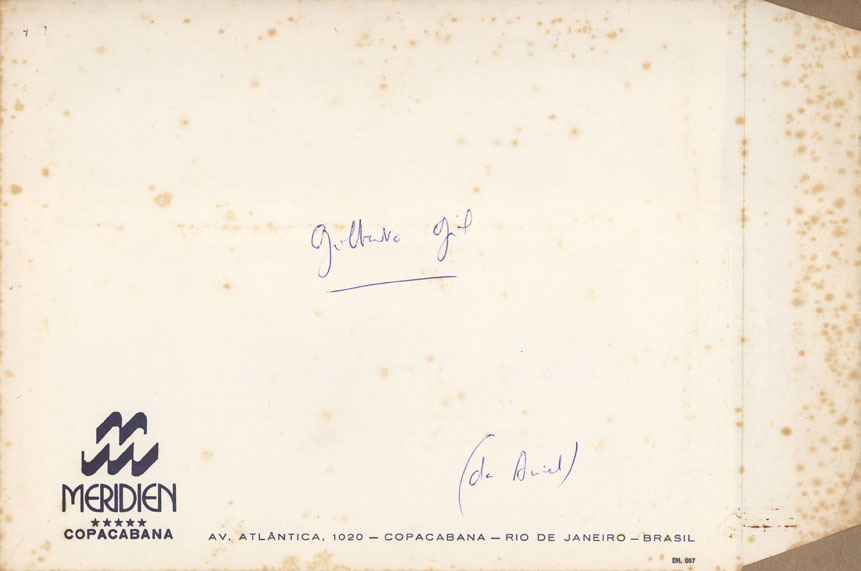 Gilberto Gil
(da Ariel)
MERIDIEN
★★★★★
COPACABANA
AV. ATLÂNTICA, 1020 – COPACABANA – RIO DE JANEIRO – BRASIL
DH. 057